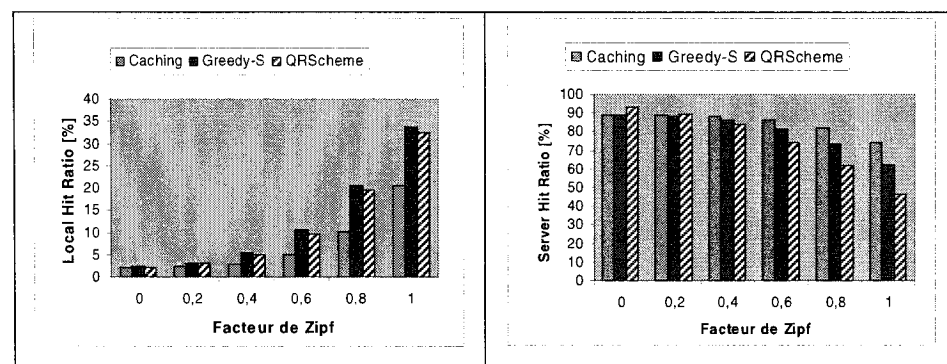 Caching Greedy-S QRScheme
Local Hit Ratio [%]
40
35
30
25
20
15
10
5
0
0 0,2 0,4 0,6 0,8 1
Facteur de Zipf
Caching Greedy-S QRScheme
Server Hit Ratio [%]
100
90
80
70
60
50
40
30
20
10
0
0 0,2 0,4 0,6 0,8 1
Facteur de Zipf